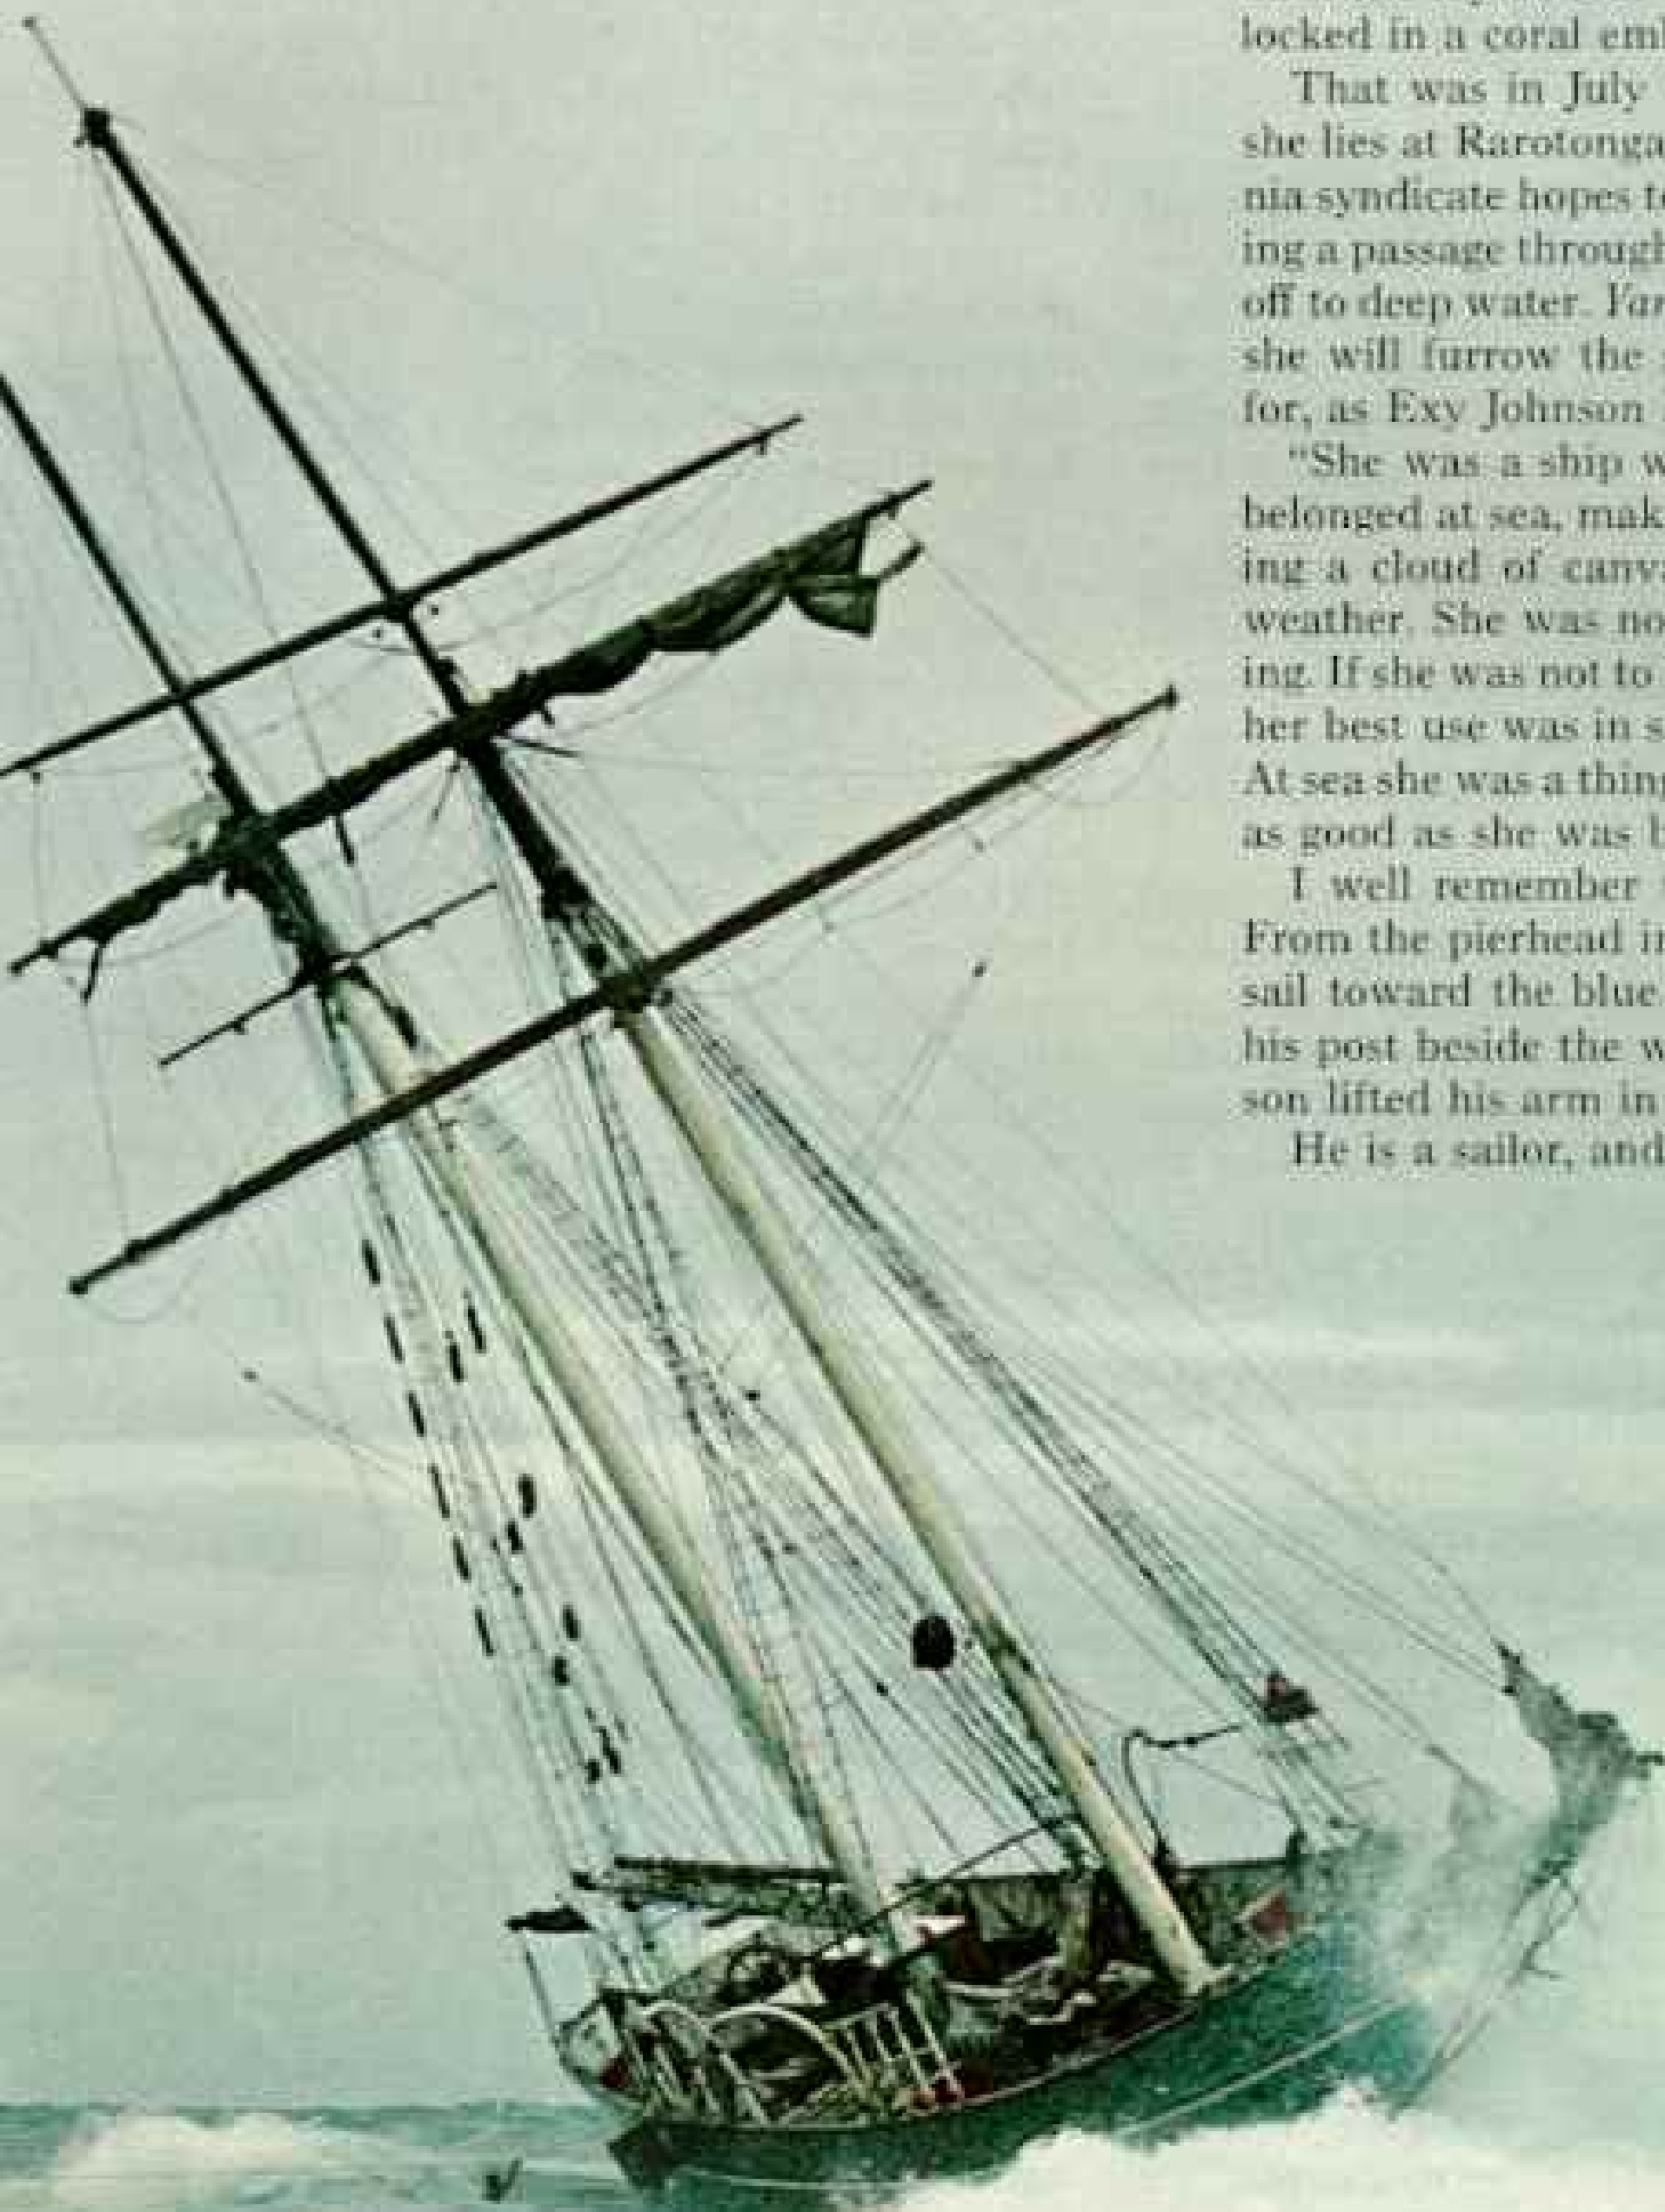 locked in a coral em
That was in July
she lies at Rarotonga
nia syndicate hopes t
ing a passage through
off to deep water. Yan
she will furrow the
for, as Exy Johnson
"She was a ship w
belonged at sea, mak
ing a cloud of canva
weather. She was no
ing. If she was not to
her best use was in s
At sea she was a thing
as good as she was b
I well remember
From the pierhead in
sail toward the blue
his post beside the w
son lifted his arm in
He is a sailor, and